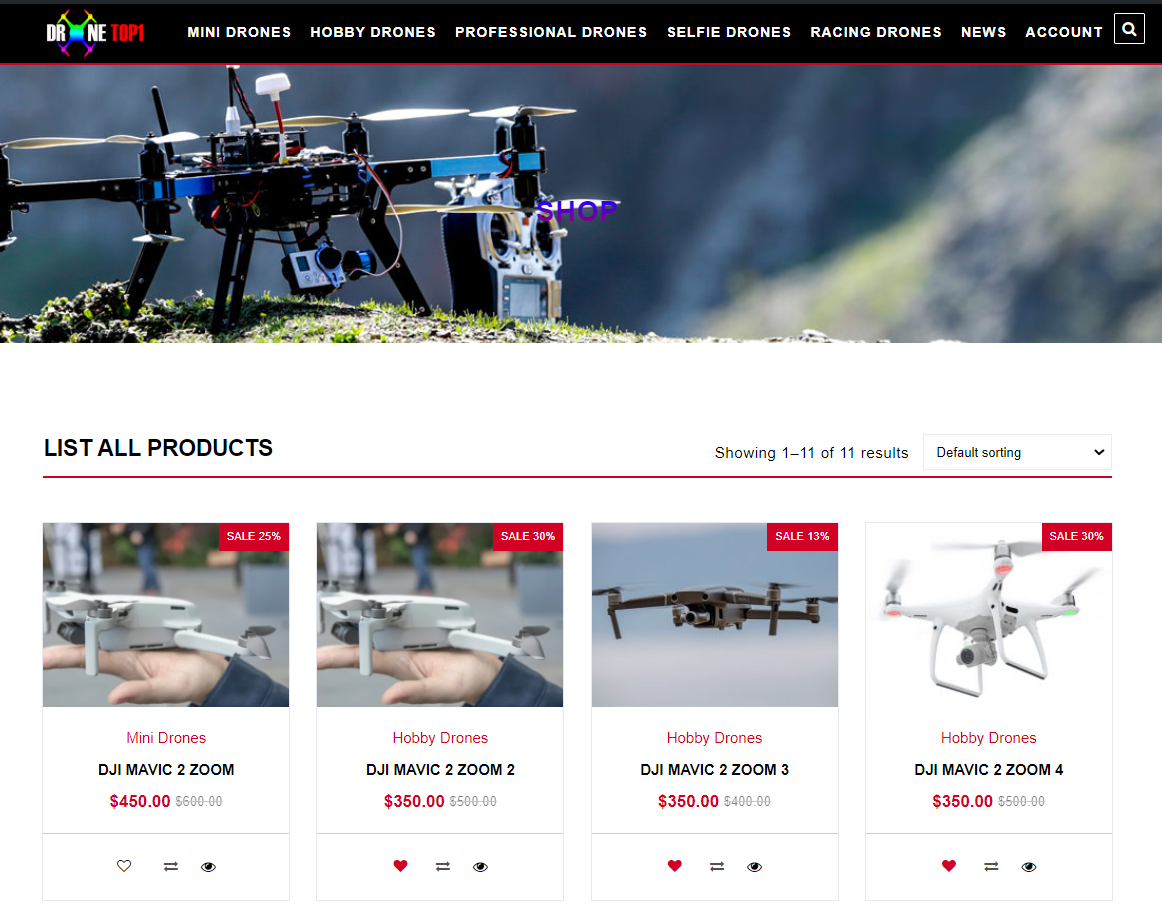 DRONE TOP1
MINI DRONES HOBBY DRONES PROFESSIONAL DRONES SELFIE DRONES RACING DRONES NEWS ACCOUNT
SHOP
LIST ALL PRODUCTS
Showing 1–11 of 11 results
Default sorting
SALE 25% SALE 30% SALE 13% SALE 30%
Mini Drones Hobby Drones Hobby Drones Hobby Drones
DJI MAVIC 2 ZOOM DJI MAVIC 2 ZOOM 2 DJI MAVIC 2 ZOOM 3 DJI MAVIC 2 ZOOM 4
$450.00 $600.00 $350.00 $500.00 $350.00 $400.00 $350.00 $500.00